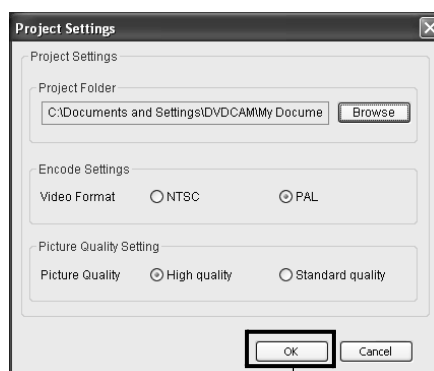 Project Settings
Project Settings
Project Folder
C:\Documents and Settings\DVDCAM\My Docume Browse
Encode Settings
Video Format NTSC PAL
Picture Quality Setting
Picture Quality High quality Standard quality
OK Cancel